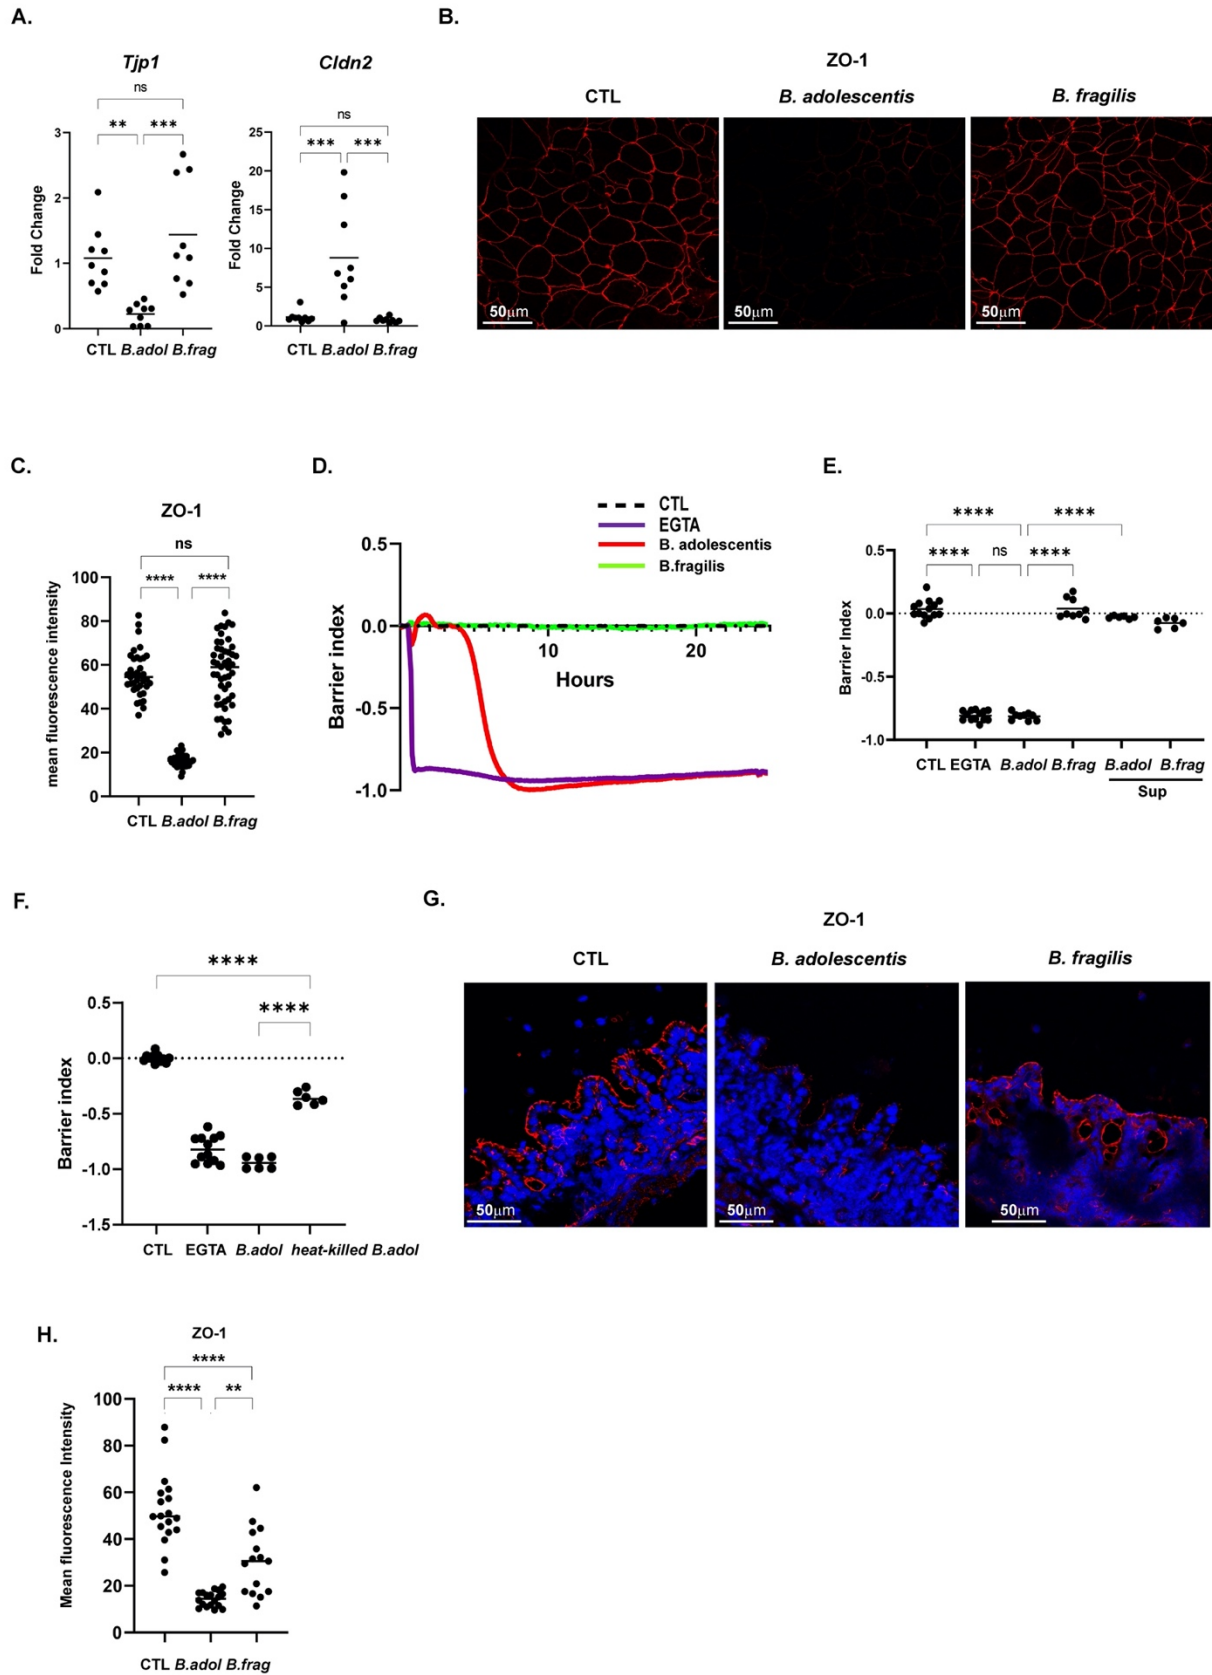 A.
Tjp1
ns
** ***
Fold Change
3
2
1
0
CTL B.adol B.frag
Cldn2
ns
*** ***
Fold Change
25
20
15
10
5
0
CTL B.adol B.frag
B.
ZO-1
CTL B. adolescentis B. fragilis
50μm 50μm 50μm
C.
ZO-1
ns
**** ****
mean fluorescence intensity
100
80
60
40
20
0
CTL B.adol B.frag
D.
CTL
EGTA
B. adolescentis
B.fragilis
Barrier index
0.5
0.0
-0.5
-1.0
10 20
Hours
E.
**** ****
**** ns ****
Barrier Index
0.5
0.0
-0.5
-1.0
CTL EGTA B.adol B.frag B.adol B.frag
Sup
F.
****
****
Barrier index
0.5
0.0
-0.5
-1.0
-1.5
CTL EGTA B.adol heat-killed B.adol
G.
ZO-1
CTL B. adolescentis B. fragilis
50μm 50μm 50μm
H.
ZO-1
****
**** **
Mean fluorescence Intensity
100
80
60
40
20
0
CTL B.adol B.frag